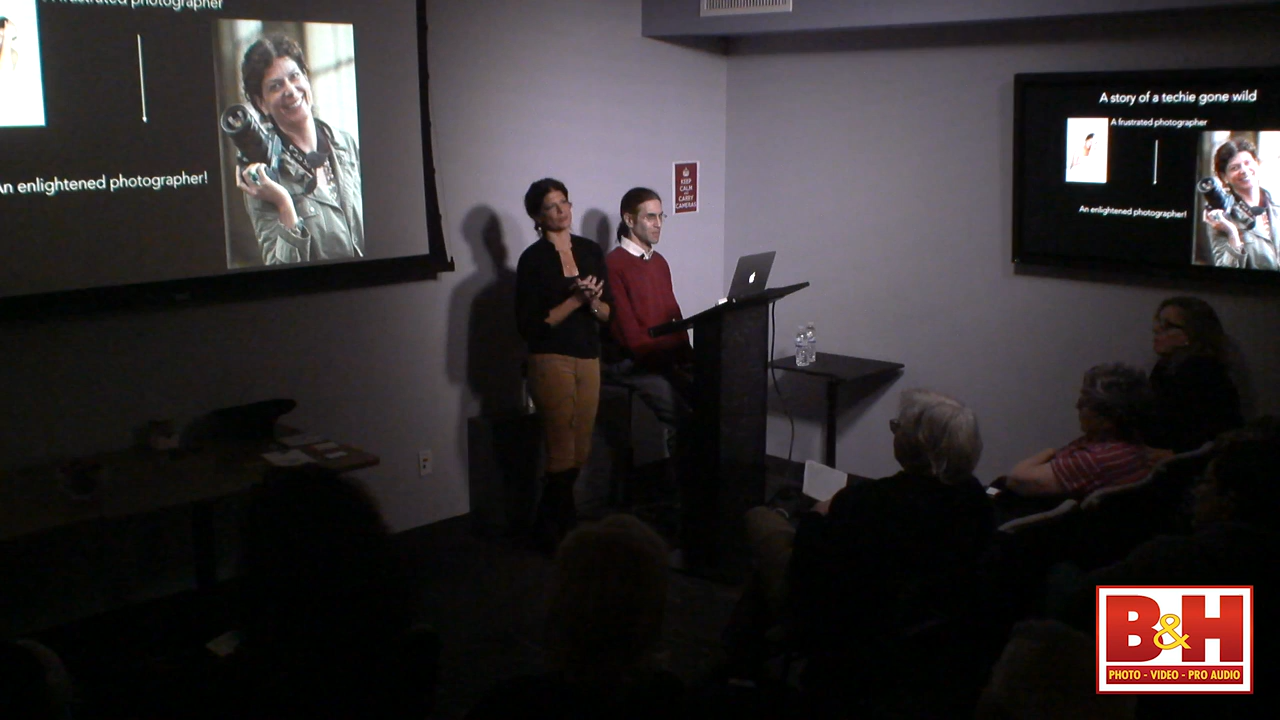 A frustrated photographer
An enlightened photographer!
KEEP
CALM
AND
CARRY
CAMERAS
A story of a techie gone wild
A frustrated photographer
An enlightened photographer!
B&H
PHOTO - VIDEO - PRO AUDIO